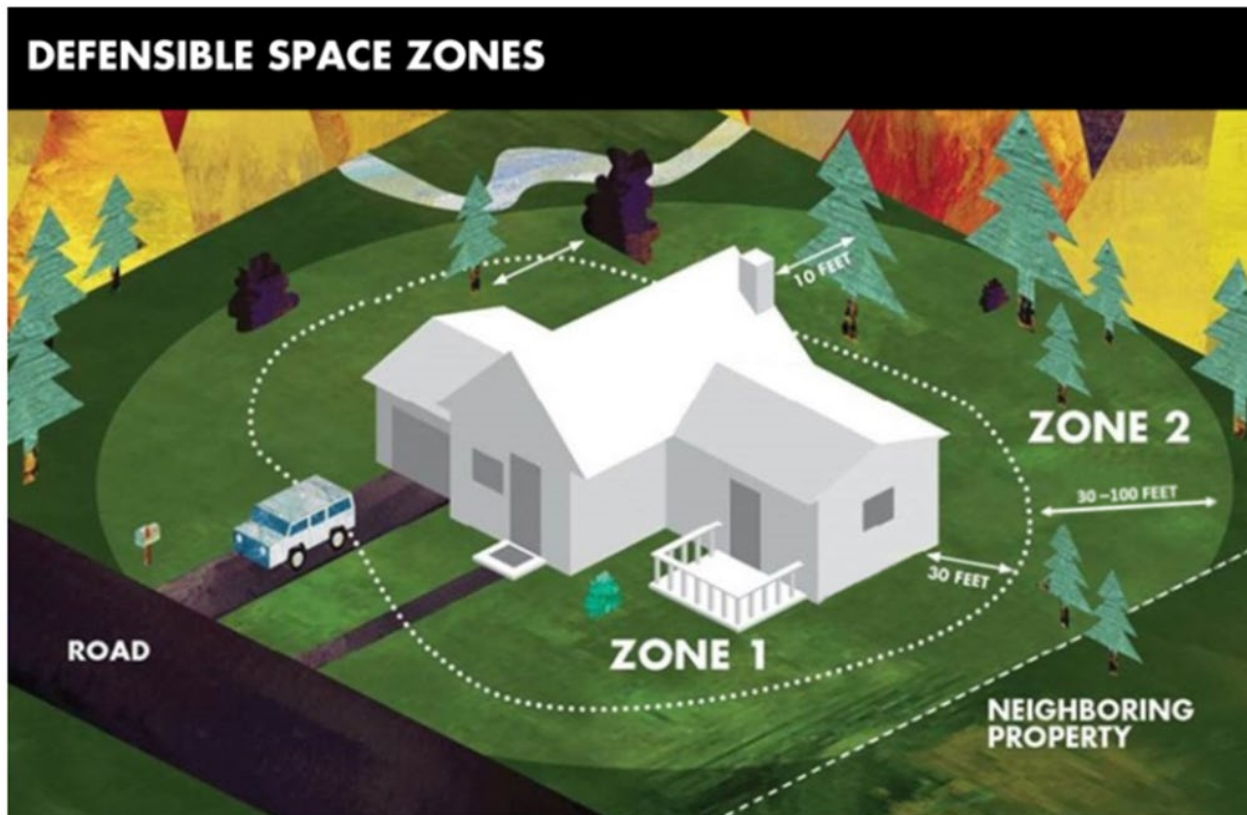 DEFENSIBLE SPACE ZONES
10 FEET
ZONE 2
30–100 FEET
30 FEET
ZONE 1
ROAD
NEIGHBORING
PROPERTY